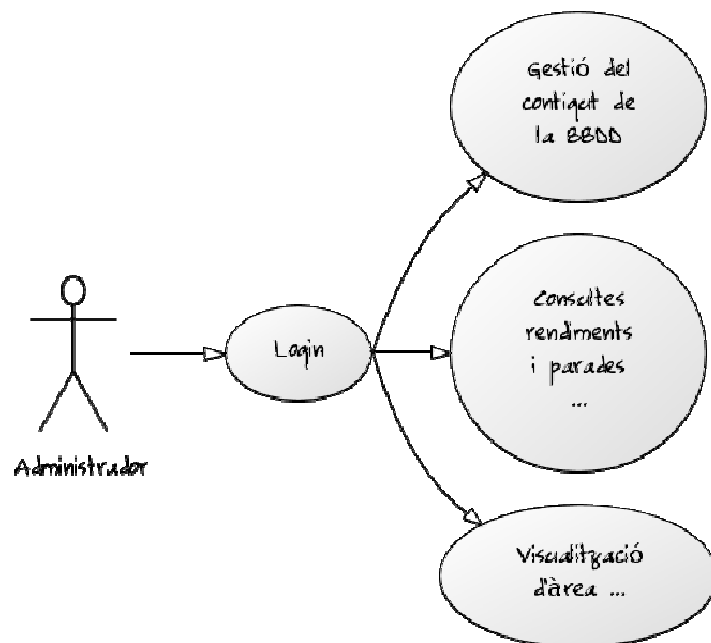 Gestió del
contigut de
la BBDD
Consultes
rendiments
i parades
...
Login
Administrador
Visualització
d'àrea ...